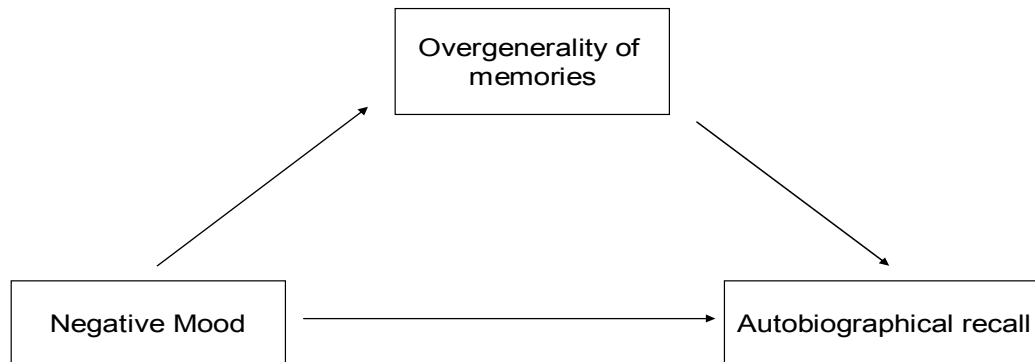 Overgenerality of
memories
Negative Mood
Autobiographical recall